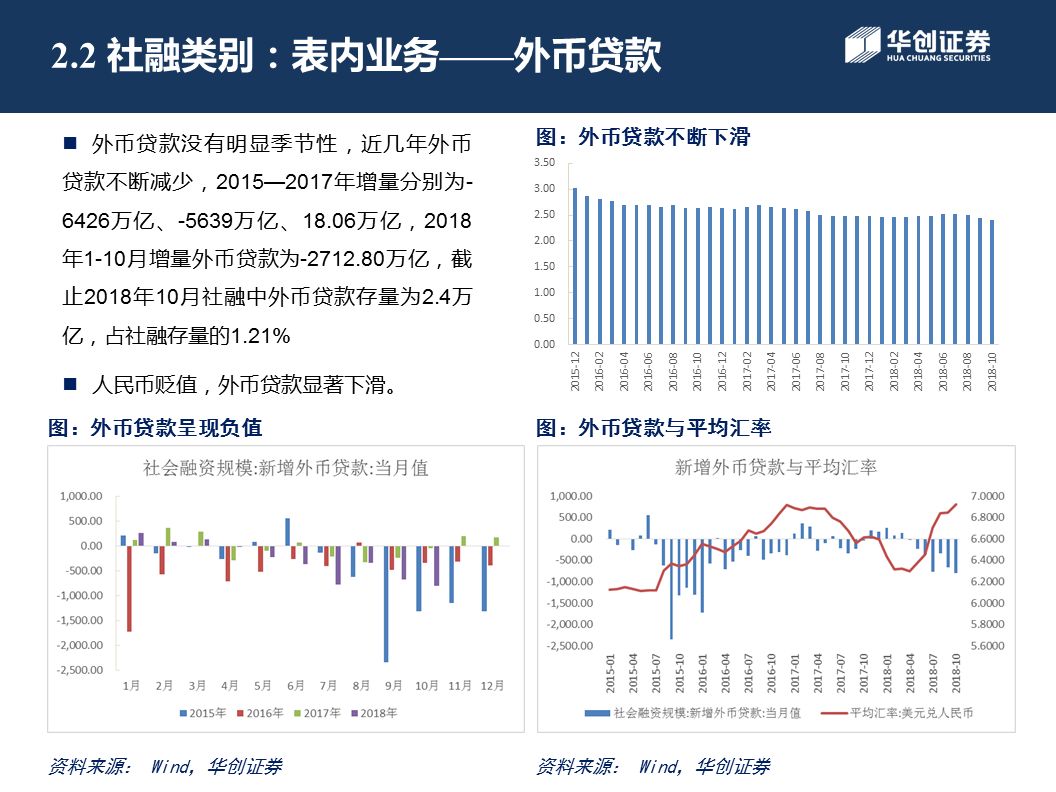 2.2 社融类别：表内业务——外币贷款
华创证券
HUA CHUANG SECURITIES
外币贷款没有明显季节性，近几年外币
贷款不断减少，2015—2017年增量分别为-
6426万亿、-5639万亿、18.06万亿，2018
年1-10月增量外币贷款为-2712.80万亿，截
止2018年10月社融中外币贷款存量为2.4万
亿，占社融存量的1.21%
人民币贬值，外币贷款显著下滑。
图：外币贷款不断下滑
3.50
3.00
2.50
2.00
1.50
1.00
0.50
0.00
2015-12 2016-02 2016-04 2016-06 2016-08 2016-10 2016-12 2017-02 2017-04 2017-06 2017-08 2017-10 2017-12 2018-02 2018-04 2018-06 2018-08 2018-10
图：外币贷款呈现负值
社会融资规模:新增外币贷款:当月值
1,000.00
500.00
0.00
-500.00
-1,000.00
-1,500.00
-2,000.00
-2,500.00
1月 2月 3月 4月 5月 6月 7月 8月 9月 10月 11月 12月
2015年 2016年 2017年 2018年
图：外币贷款与平均汇率
新增外币贷款与平均汇率
1,000.00
500.00
0.00
-500.00
-1,000.00
-1,500.00
-2,000.00
-2,500.00
7.0000
6.8000
6.6000
6.4000
6.2000
6.0000
5.8000
5.6000
2015-01 2015-04 2015-07 2015-10 2016-01 2016-04 2016-07 2016-10 2017-01 2017-04 2017-07 2017-10 2018-01 2018-04 2018-07 2018-10
社会融资规模:新增外币贷款:当月值 平均汇率:美元兑人民币
资料来源： Wind，华创证券
资料来源： Wind，华创证券